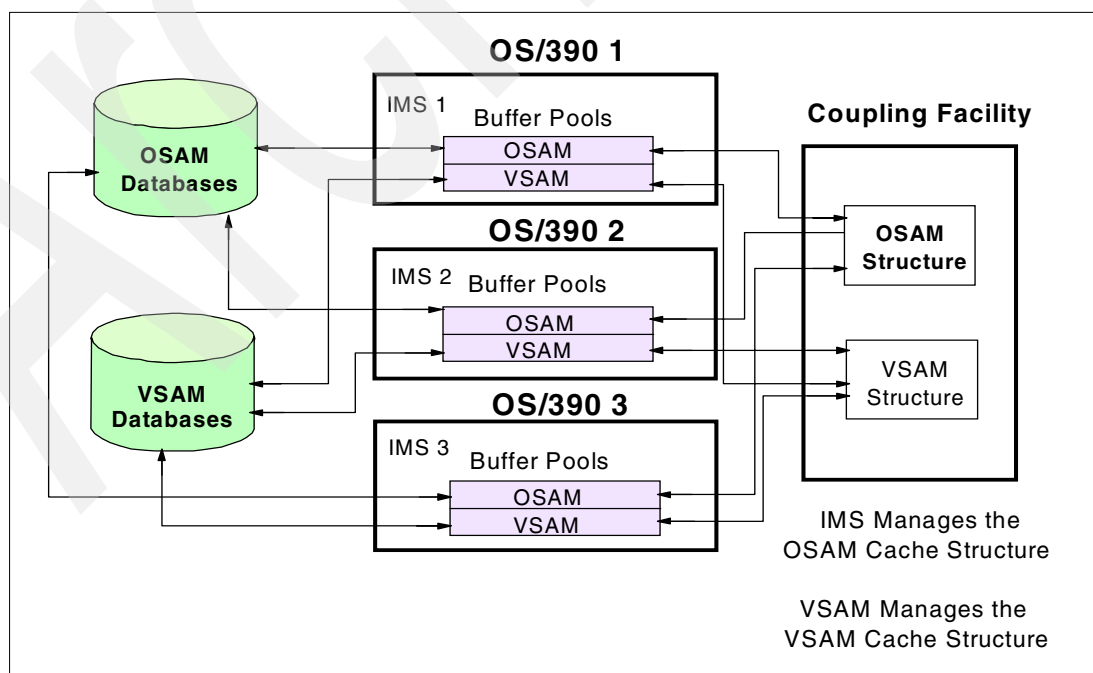 OS/390 1
IMS 1
Buffer Pools
OSAM
VSAM
OS/390 2
IMS 2
Buffer Pools
OSAM
VSAM
OS/390 3
IMS 3
Buffer Pools
OSAM
VSAM
OSAM
Databases
VSAM
Databases
Coupling Facility
OSAM
Structure
VSAM
Structure
IMS Manages the
OSAM Cache Structure
VSAM Manages the
VSAM Cache Structure